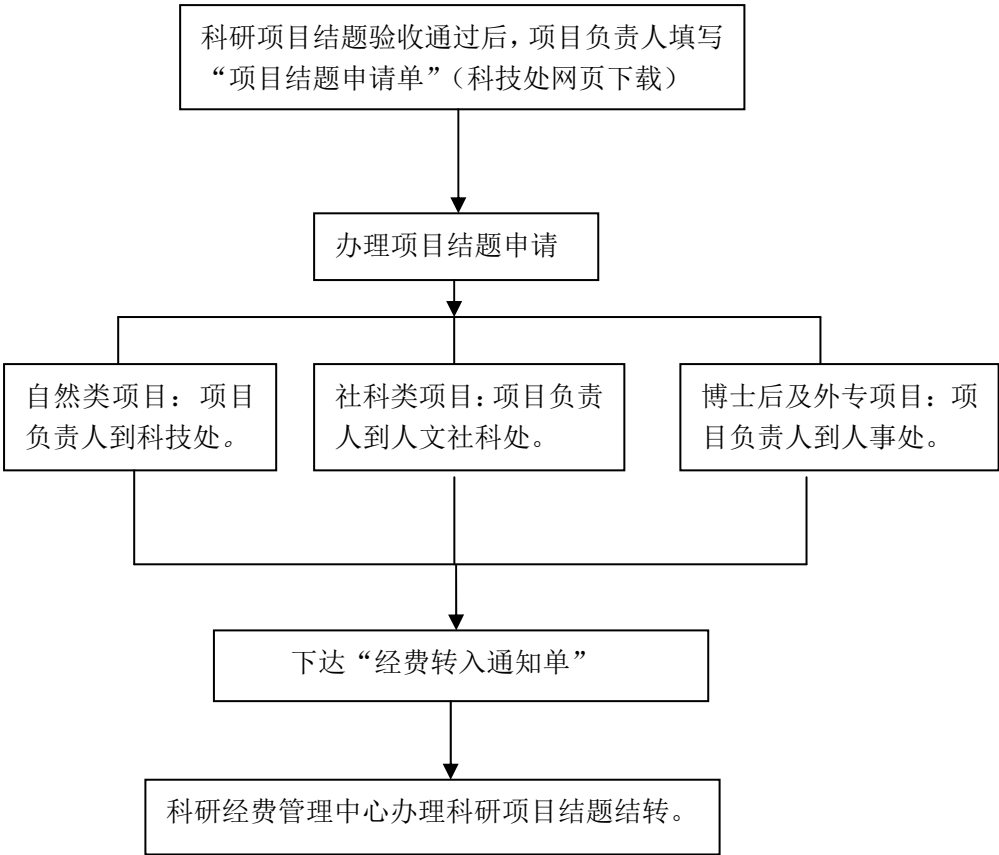 科研项目结题验收通过后，项目负责人填写
“项目结题申请单”（科技处网页下载）
办理项目结题申请
自然类项目：项目
负责人到科技处。
社科类项目：项目负责
人到人文社科处。
博士后及外专项目：项
目负责人到人事处。
下达“经费转入通知单”
科研经费管理中心办理科研项目结题结转。